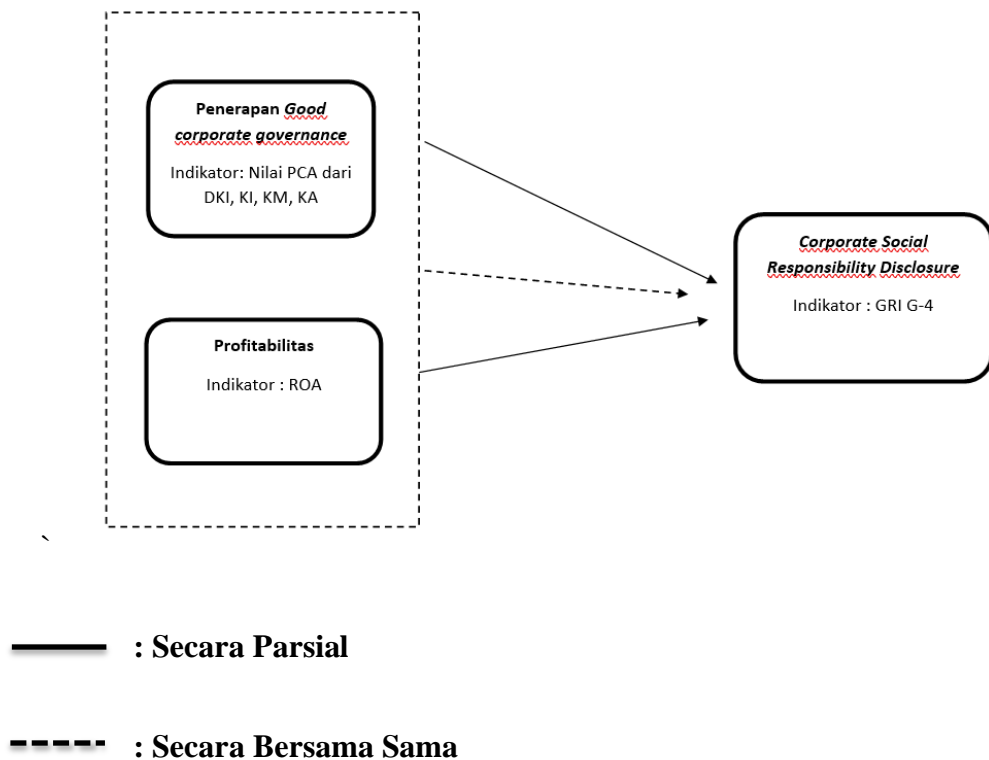 Penerapan Good
corporate governance
Indikator: Nilai PCA dari
DKI, KI, KM, KA
Corporate Social
Responsibility Disclosure
Indikator : GRI G-4
Profitabilitas
Indikator : ROA
`
: Secara Parsial
: Secara Bersama Sama